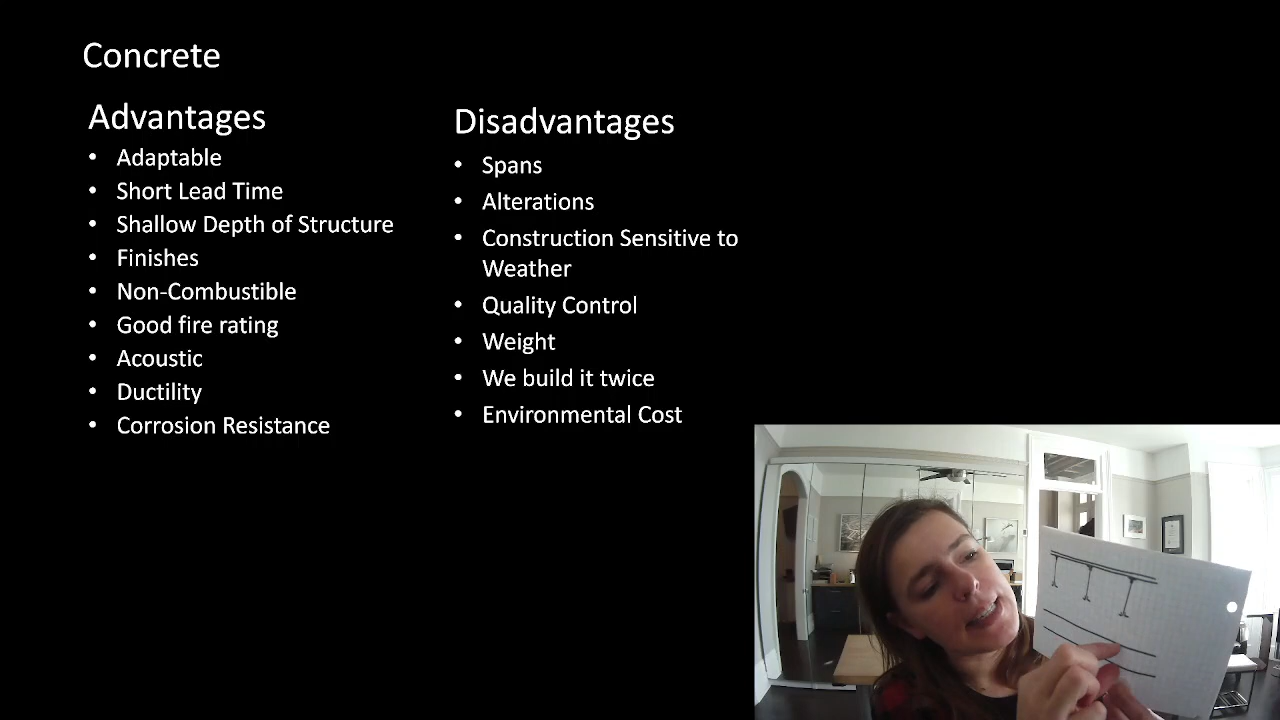 Concrete
Advantages
• Adaptable
• Short Lead Time
• Shallow Depth of Structure
• Finishes
• Non-Combustible
• Good fire rating
• Acoustic
• Ductility
• Corrosion Resistance
Disadvantages
• Spans
• Alterations
• Construction Sensitive to
Weather
• Quality Control
• Weight
• We build it twice
• Environmental Cost